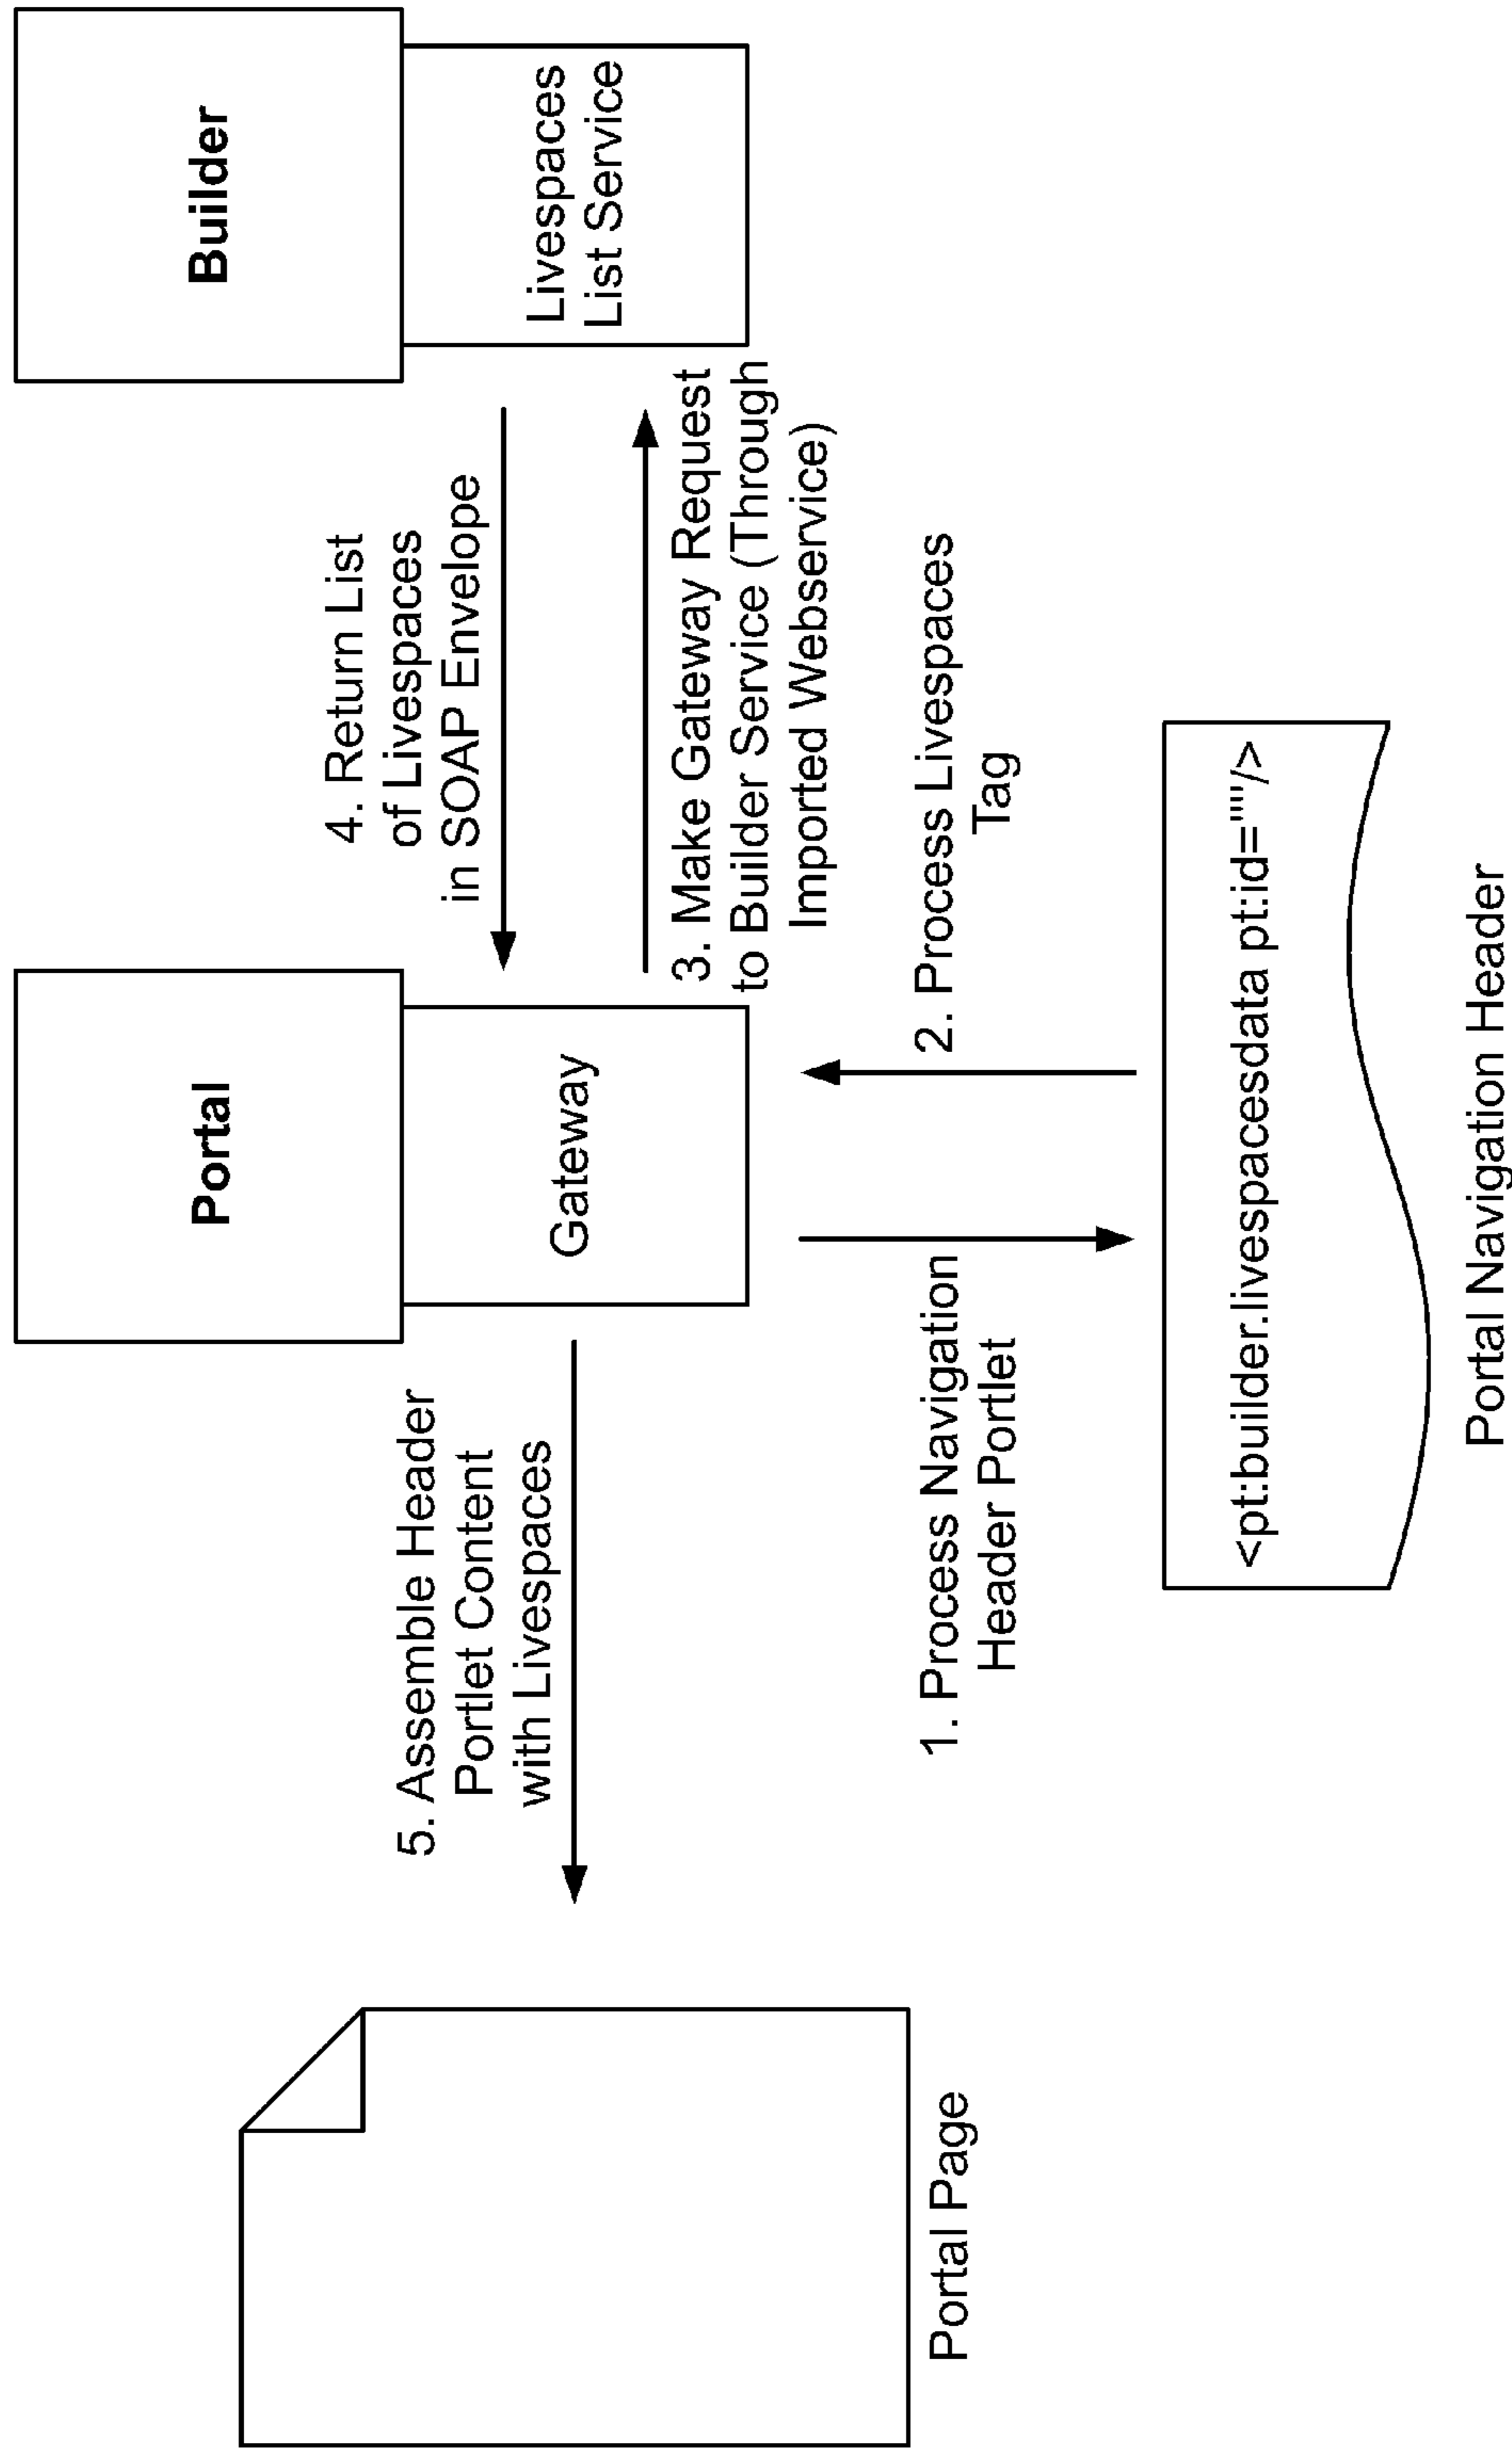 Builder
Livespaces
List Service
4. Return List
of Livespaces
in SOAP Envelope
3. Make Gateway Request
to Builder Service (Through
Imported Webservice)
Portal
Gateway
2. Process Livespaces
Tag
5. Assemble Header
Portlet Content
with Livespaces
1. Process Navigation
Header Portlet
<pt:builder.livespacesdata pt:id=""/>
Portal Navigation Header
Portal Page